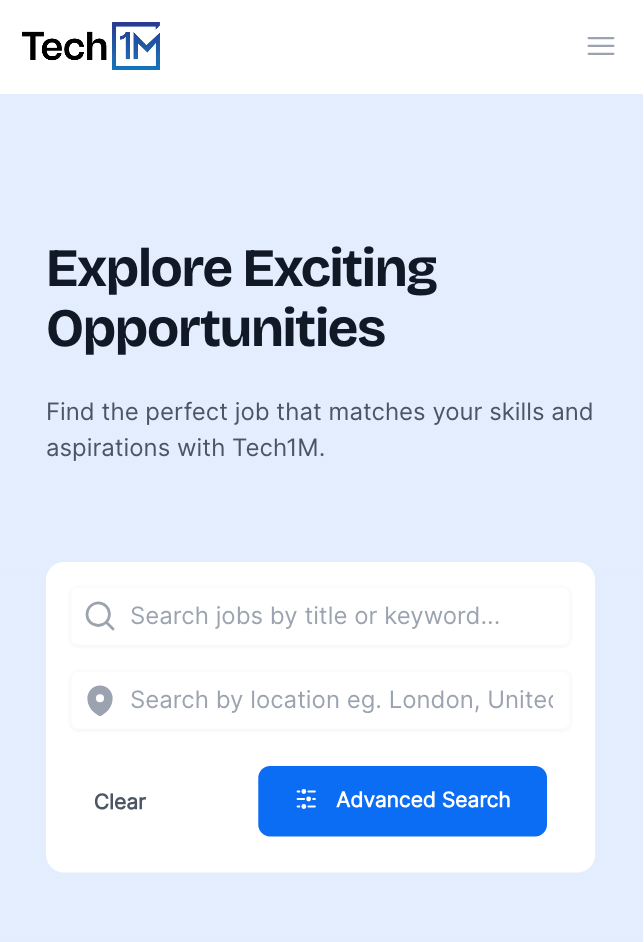 Tech1M
Explore Exciting
Opportunities
Find the perfect job that matches your skills and
aspirations with Tech1M.
Search jobs by title or keyword...
Search by location eg. London, United
Clear
Advanced Search